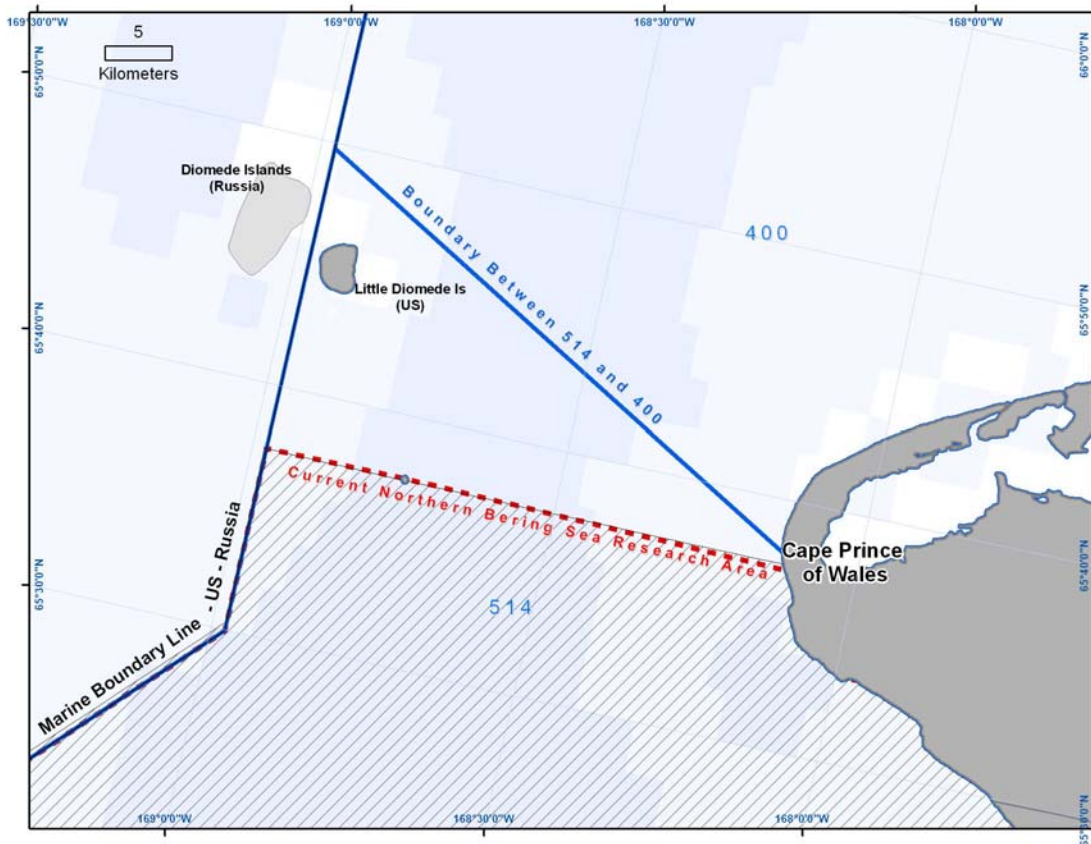 169°30'0"W
169°0'0"W
168°30'0"W
168°0'0"W
5
Kilometers
65°50'0"N
66°0'0"N
Diomede Islands
(Russia)
Little Diomede Is
(US)
400
Boundary Between 514 and 400
65°40'0"N
65°50'0"N
Current Northern Bering Sea Research Area
Cape Prince
of Wales
514
65°30'0"N
65°40'0"N
Marine Boundary Line - US - Russia
169°0'0"W
168°30'0"W
168°0'0"W